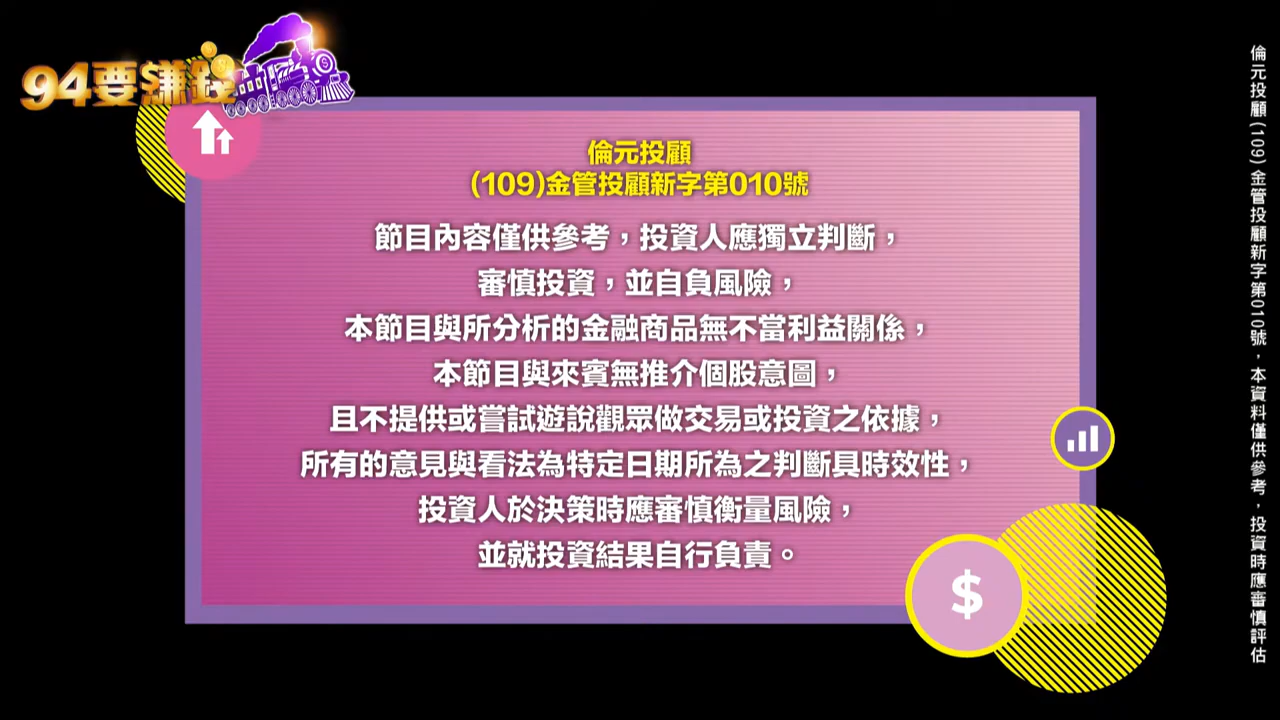 94要賺錢
倫元投顧
(109)金管投顧新字第010號
節目內容僅供參考，投資人應獨立判斷，
審慎投資，並自負風險，
本節目與所分析的金融商品無不當利益關係，
本節目與來賓無推介個股意圖，
且不提供或嘗試遊說觀眾做交易或投資之依據，
所有的意見與看法為特定日期所為之判斷具時效性，
投資人於決策時應審慎衡量風險，
並就投資結果自行負責。
$
倫元投顧(109)金管投顧新字第010號，本資料僅供參考，投資時應審慎評估